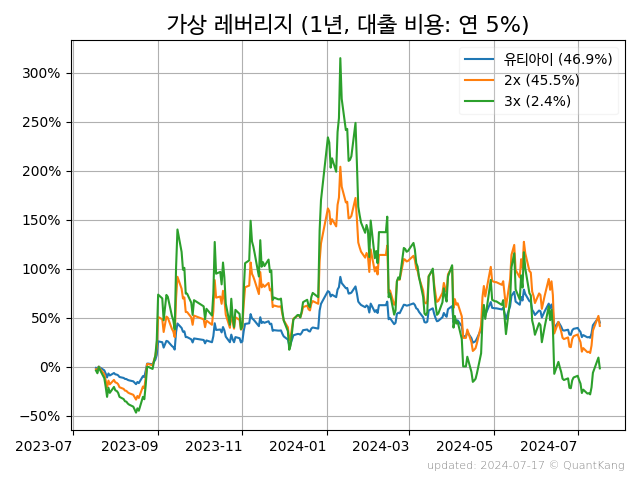 가상 레버리지 (1년, 대출 비용: 연 5%)
유티아이 (46.9%)
2x (45.5%)
3x (2.4%)
300%
250%
200%
150%
100%
50%
0%
−50%
2023-07 2023-09 2023-11 2024-01 2024-03 2024-05 2024-07
updated: 2024-07-17 © QuantKang